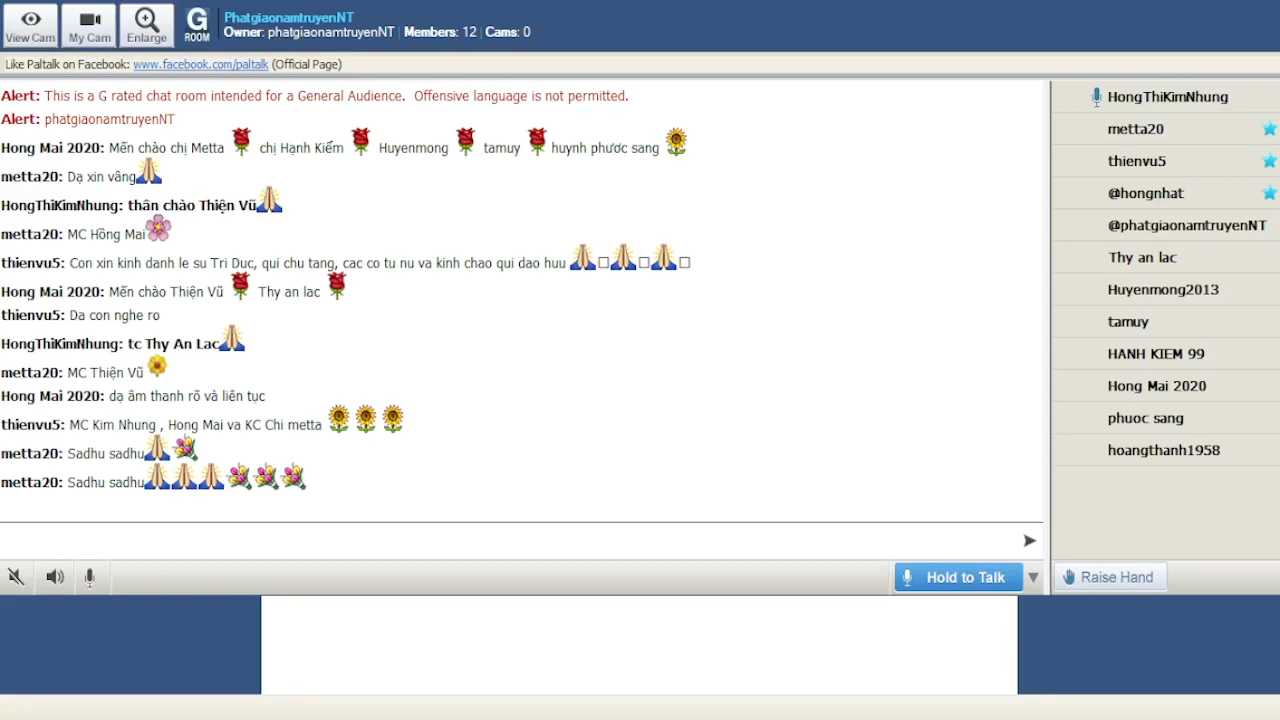 View Cam
My Cam
Enlarge
G
ROOM
PhatgiaonamtruyenNT
Owner: phatgiaonamtruyenNT | Members: 12 | Cams: 0
Like Paltalk on Facebook: www.facebook.com/paltalk (Official Page)
Alert: This is a G rated chat room intended for a General Audience. Offensive language is not permitted.
Alert: phatgiaonamtruyenNT
Hong Mai 2020: Mến chào chị Metta chị Hạnh Kiểm Huyenmong tamuy huynh phước sang
metta20: Dạ xin vâng
HongThiKimNhung: thân chào Thiện Vũ
metta20: MC Hồng Mai
thienvu5: Con xin kinh danh le su Tri Duc, qui chu tang, cac co tu nu va kinh chao qui dao huu
Hong Mai 2020: Mến chào Thiện Vũ Thy an lac
thienvu5: Da con nghe ro
HongThiKimNhung: tc Thy An Lac
metta20: MC Thiện Vũ
Hong Mai 2020: dạ âm thanh rõ và liên tục
thienvu5: MC Kim Nhung , Hong Mai va KC Chi metta
metta20: Sadhu sadhu
metta20: Sadhu sadhu
Hold to Talk
HongThiKimNhung
metta20
thienvu5
@hongnhat
@phatgiaonamtruyenNT
Thy an lac
Huyenmong2013
tamuy
HANH KIEM 99
Hong Mai 2020
phuoc sang
hoangthanh1958
Raise Hand